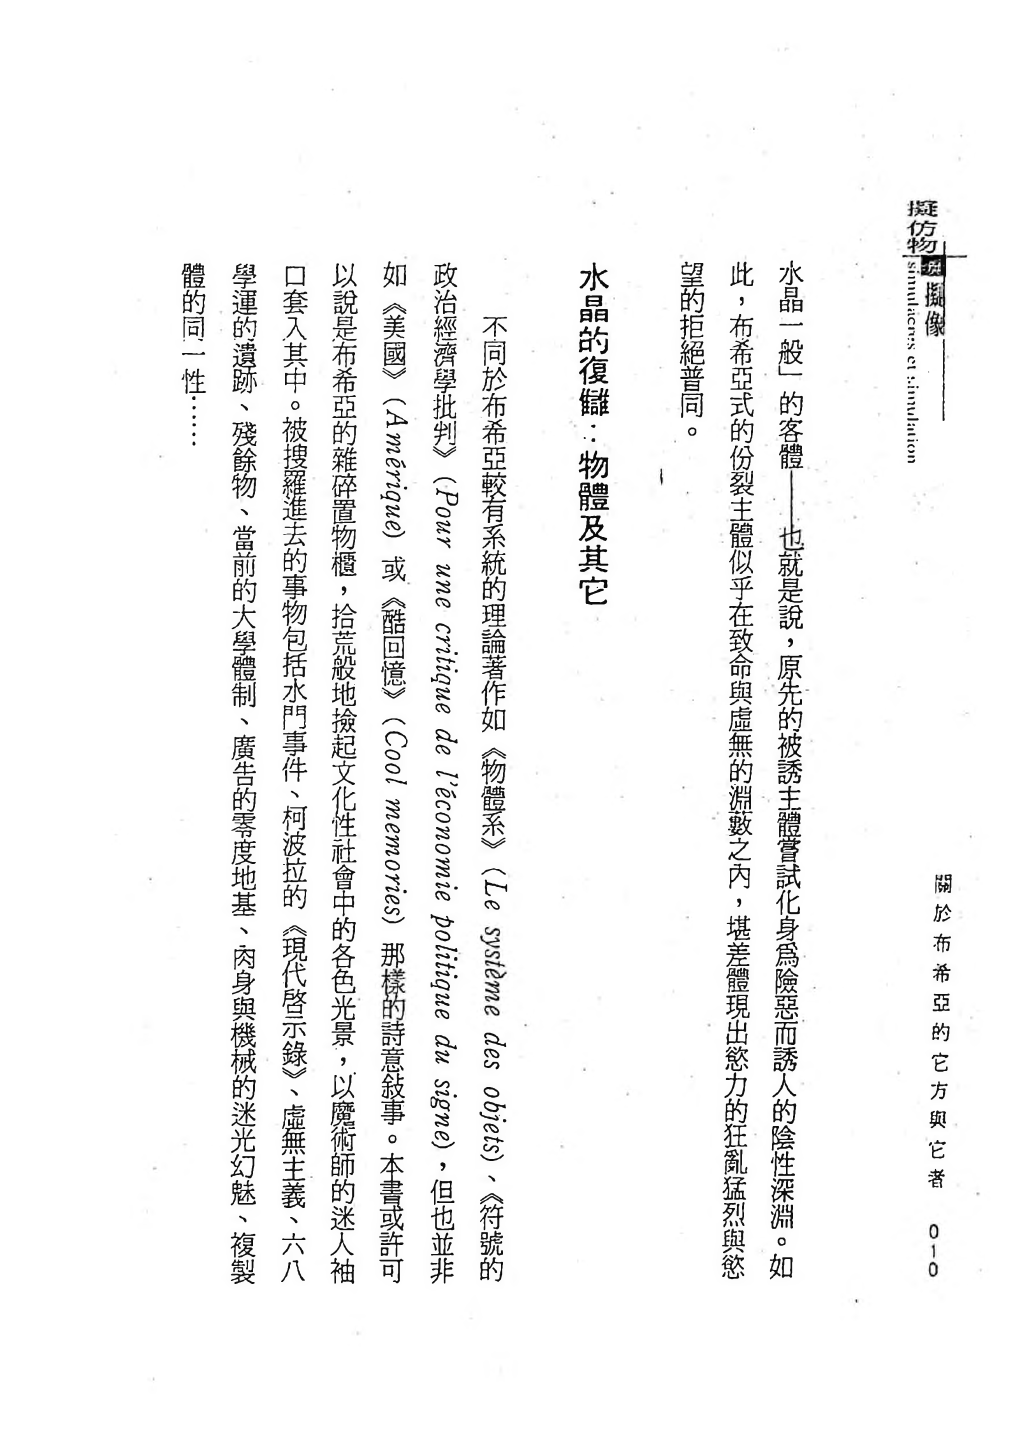 擬仿物與擬像
simulacres et simulation
關於布希亞的它方與它者 010
水晶一般」的客體——也就是說，原先的被誘主體嘗試化身為險惡而誘人的陰性深淵。如
此，布希亞式的份裂主體似乎在致命與虛無的淵藪之內，堪差體現出慾力的狂亂猛烈與慾
望的拒絕普同。
水晶的復讎：物體及其它
不同於布希亞較有系統的理論著作如《物體系》（Le système des objets）、《符號的
政治經濟學批判》（Pour une critique de l'économie politique du signe），但也並非
如《美國》（Amérique）或《酷回憶》（Cool memories）那樣的詩意敍事。本書或許可
以說是布希亞的雜碎置物櫃，拾荒般地撿起文化性社會中的各色光景，以魔術師的迷人袖
口套入其中。被搜羅進去的事物包括水門事件、柯波拉的《現代啓示錄》、虛無主義、六八
學運的遺跡、殘餘物、當前的大學體制、廣告的零度地基、肉身與機械的迷光幻魅、複製
體的同一性……